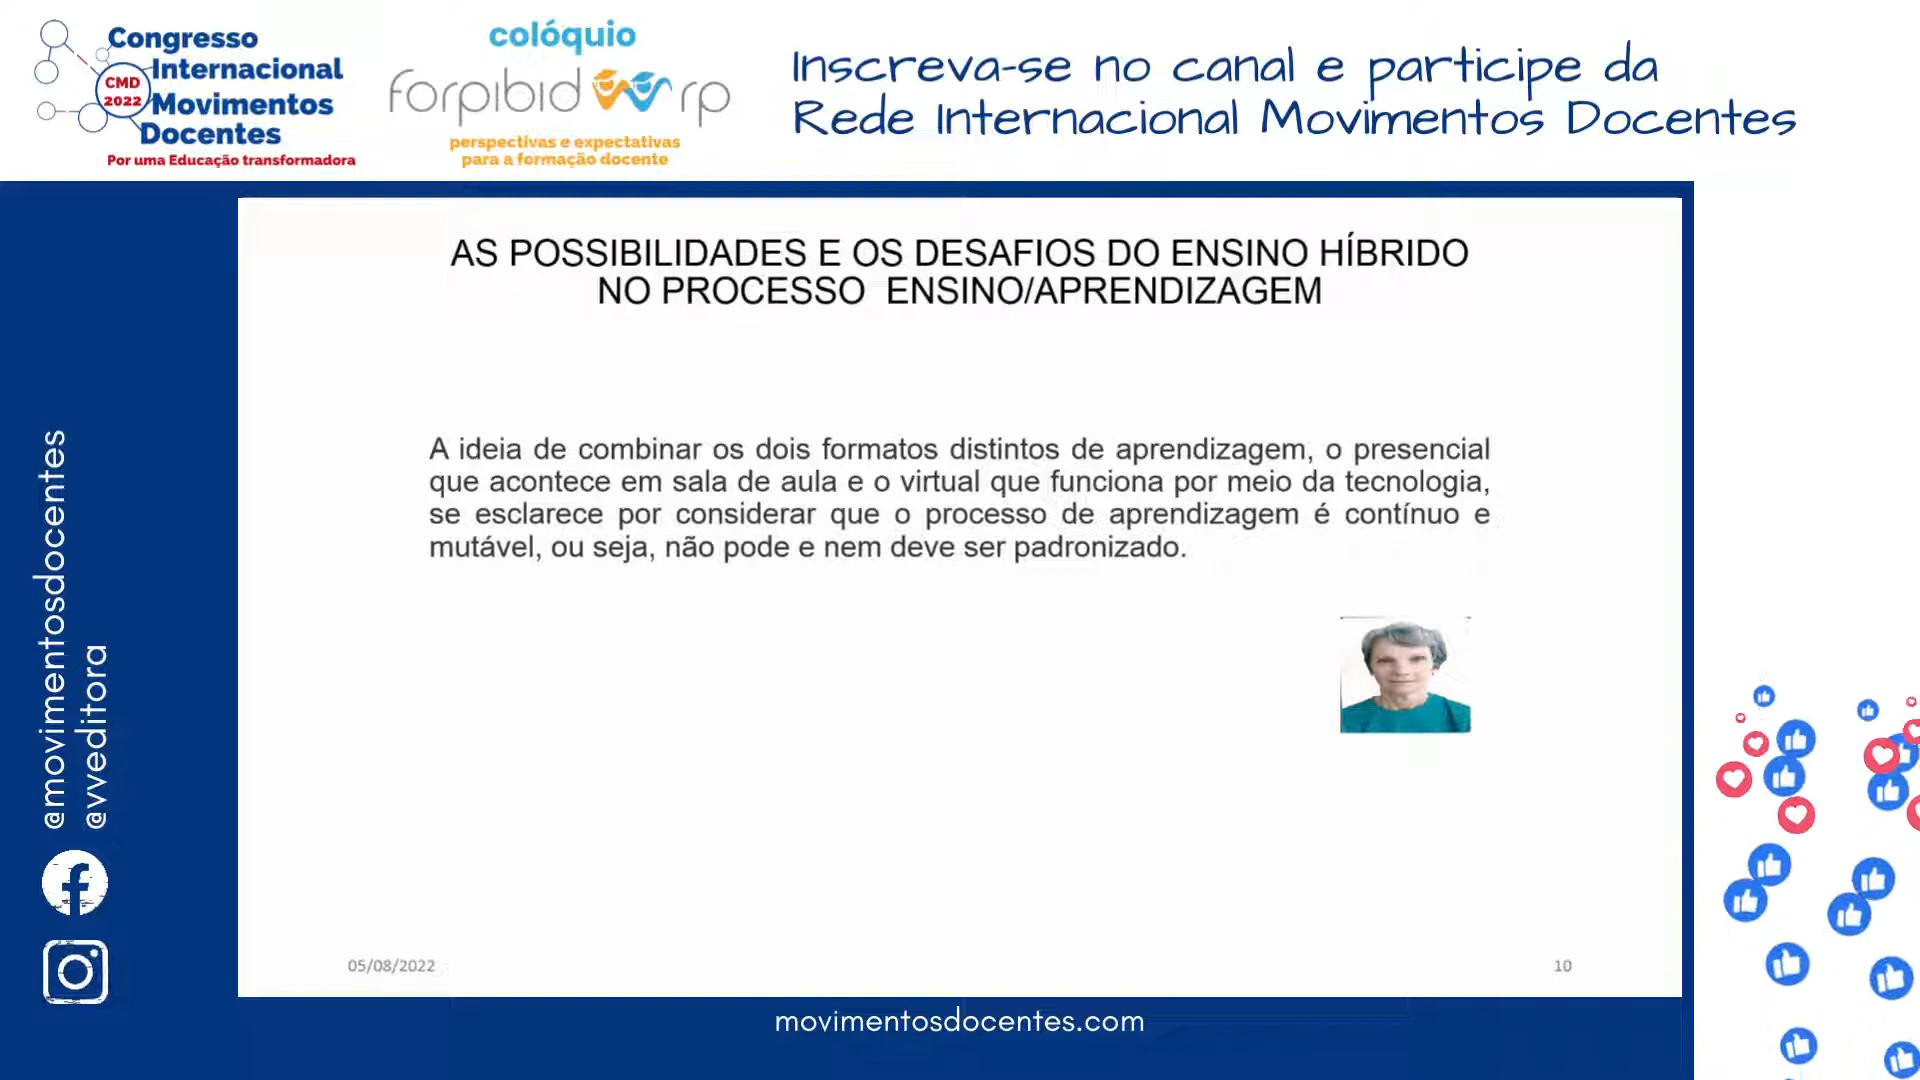 Congresso
Internacional
CMD
2022
Movimentos
Docentes
Por uma Educação transformadora
colóquio
forpibid rp
perspectivas e expectativas
para a formação docente
Inscreva-se no canal e participe da
Rede Internacional Movimentos Docentes
AS POSSIBILIDADES E OS DESAFIOS DO ENSINO HÍBRIDO
NO PROCESSO ENSINO/APRENDIZAGEM
A ideia de combinar os dois formatos distintos de aprendizagem, o presencial
que acontece em sala de aula e o virtual que funciona por meio da tecnologia,
se esclarece por considerar que o processo de aprendizagem é contínuo e
mutável, ou seja, não pode e nem deve ser padronizado.
@movimentosdocentes
@vveditora
05/08/2022
10
movimentosdocentes.com